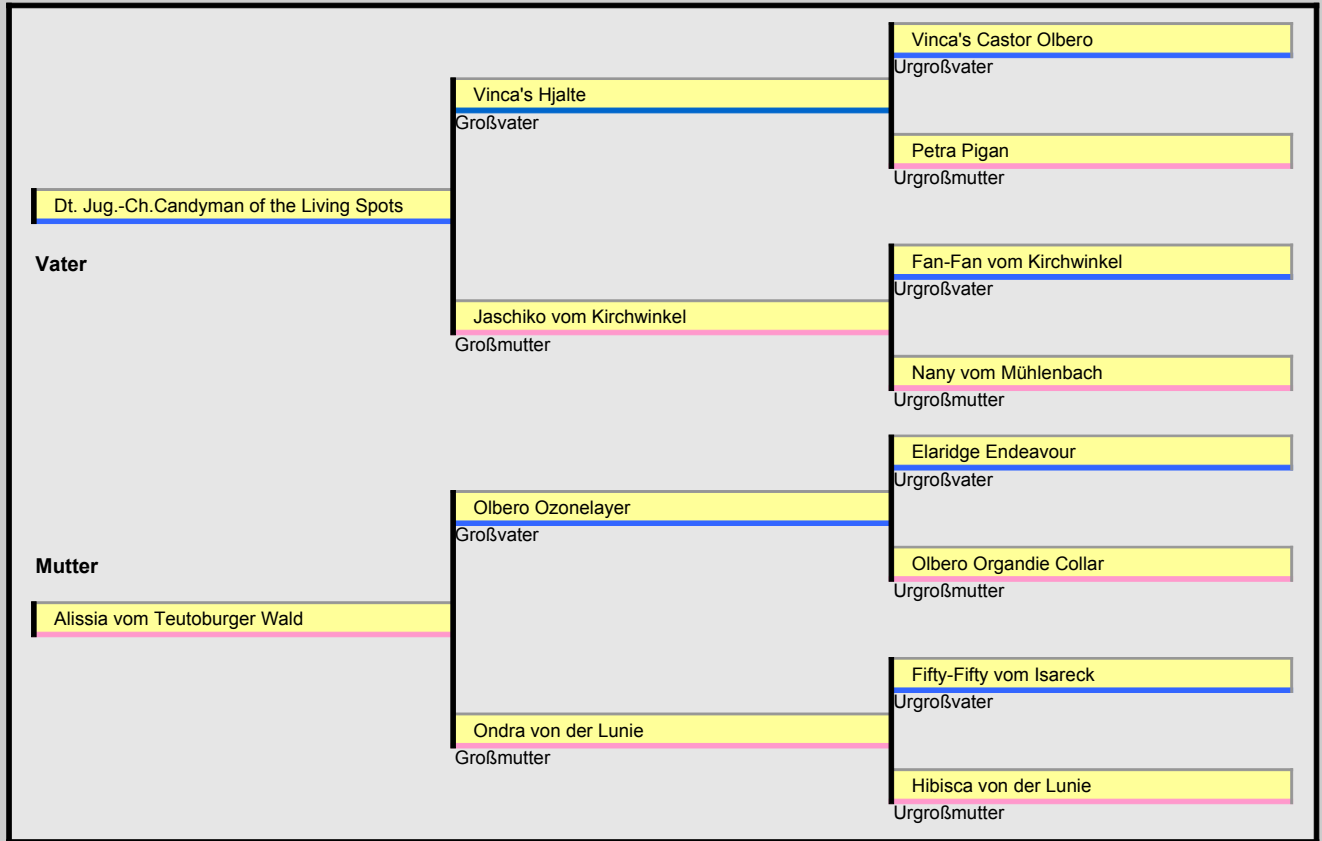 Vinca's Castor Olbero
Urgroßvater
Vinca's Hjalte
Großvater
Petra Pigan
Urgroßmutter
Dt. Jug.-Ch.Candyman of the Living Spots
Vater
Fan-Fan vom Kirchwinkel
Urgroßvater
Jaschiko vom Kirchwinkel
Großmutter
Nany vom Mühlenbach
Urgroßmutter
Elaridge Endeavour
Urgroßvater
Olbero Ozonelayer
Großvater
Mutter
Olbero Organdie Collar
Urgroßmutter
Alissia vom Teutoburger Wald
Fifty-Fifty vom Isareck
Urgroßvater
Ondra von der Lunie
Großmutter
Hibisca von der Lunie
Urgroßmutter